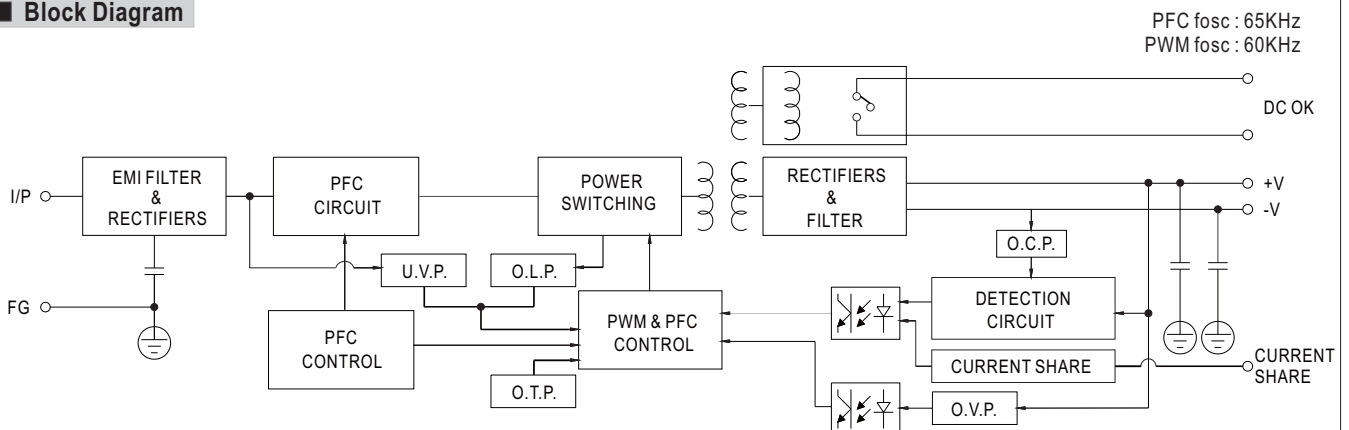 Block Diagram
PFC fosc : 65KHz
PWM fosc : 60KHz
DC OK
I/P
EMI FILTER
&
RECTIFIERS
PFC
CIRCUIT
POWER
SWITCHING
RECTIFIERS
&
FILTER
+V
-V
U.V.P.
O.L.P.
O.C.P.
FG
PFC
CONTROL
PWM & PFC
CONTROL
DETECTION
CIRCUIT
O.T.P.
CURRENT SHARE
CURRENT
SHARE
O.V.P.